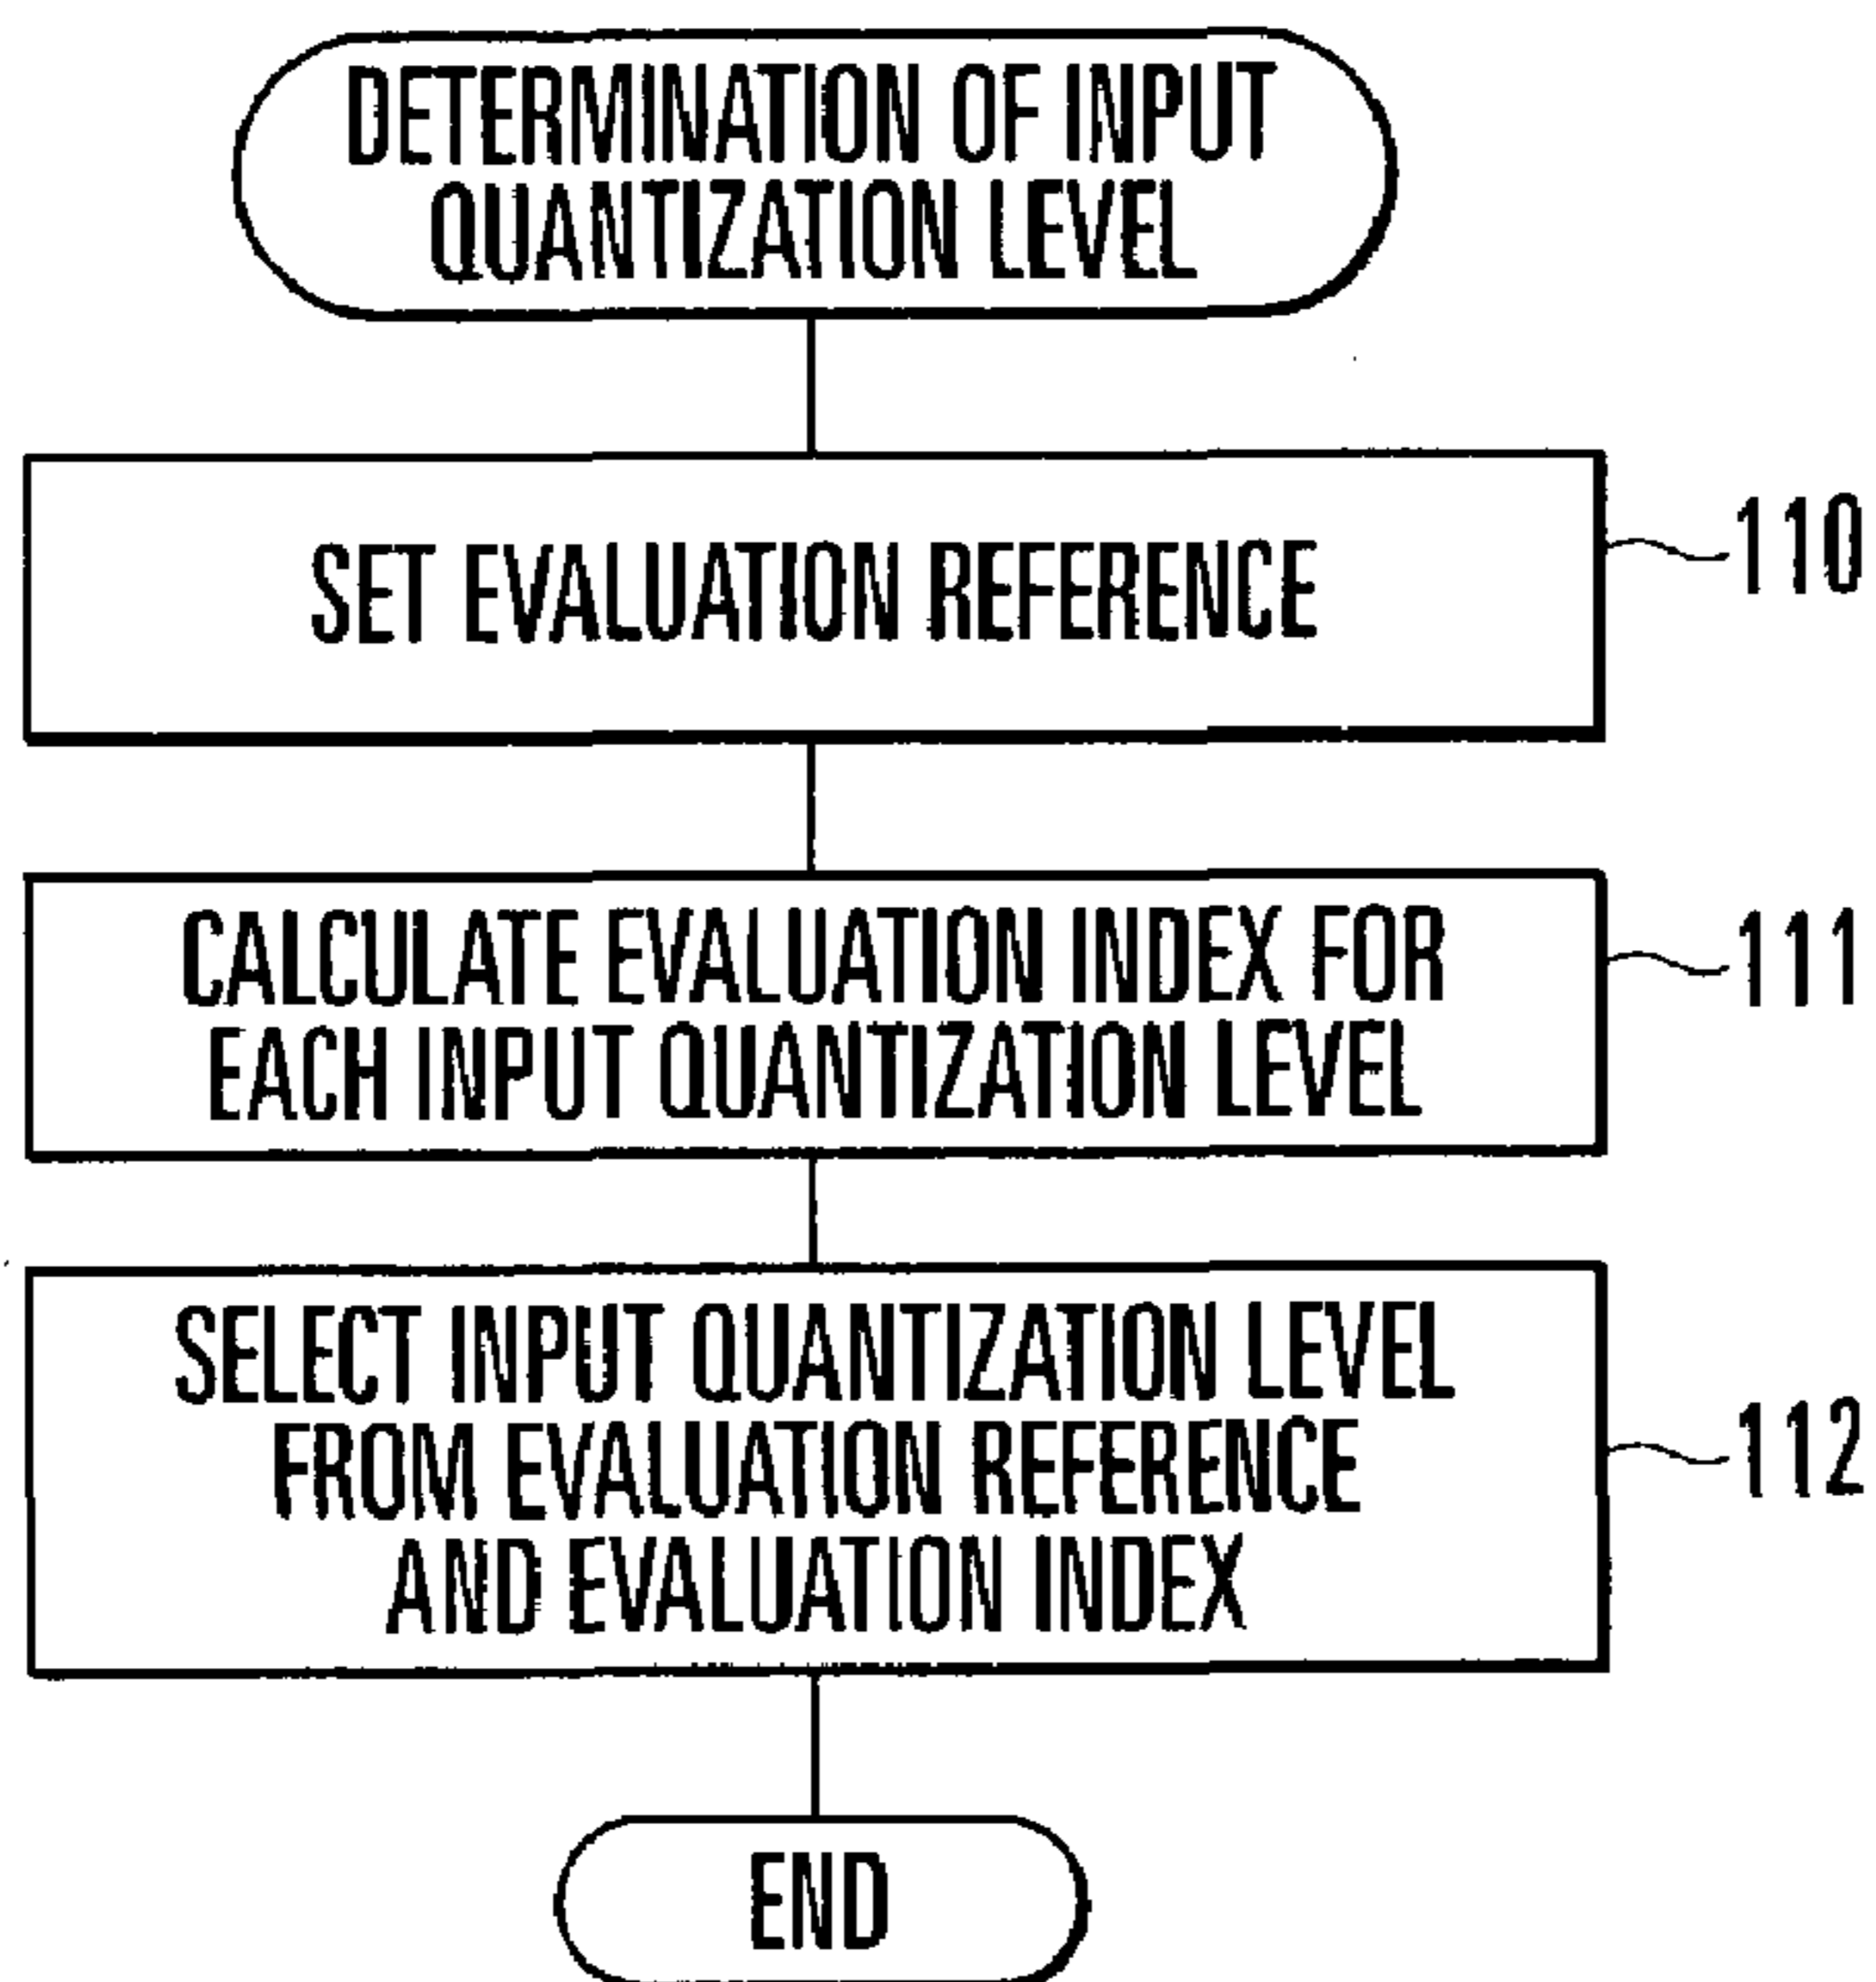 DETERMINATION OF INPUT
QUANTIZATION LEVEL
SET EVALUATION REFERENCE
110
CALCULATE EVALUATION INDEX FOR
EACH INPUT QUANTIZATION LEVEL
111
SELECT INPUT QUANTIZATION LEVEL
FROM EVALUATION REFERENCE
AND EVALUATION INDEX
112
END